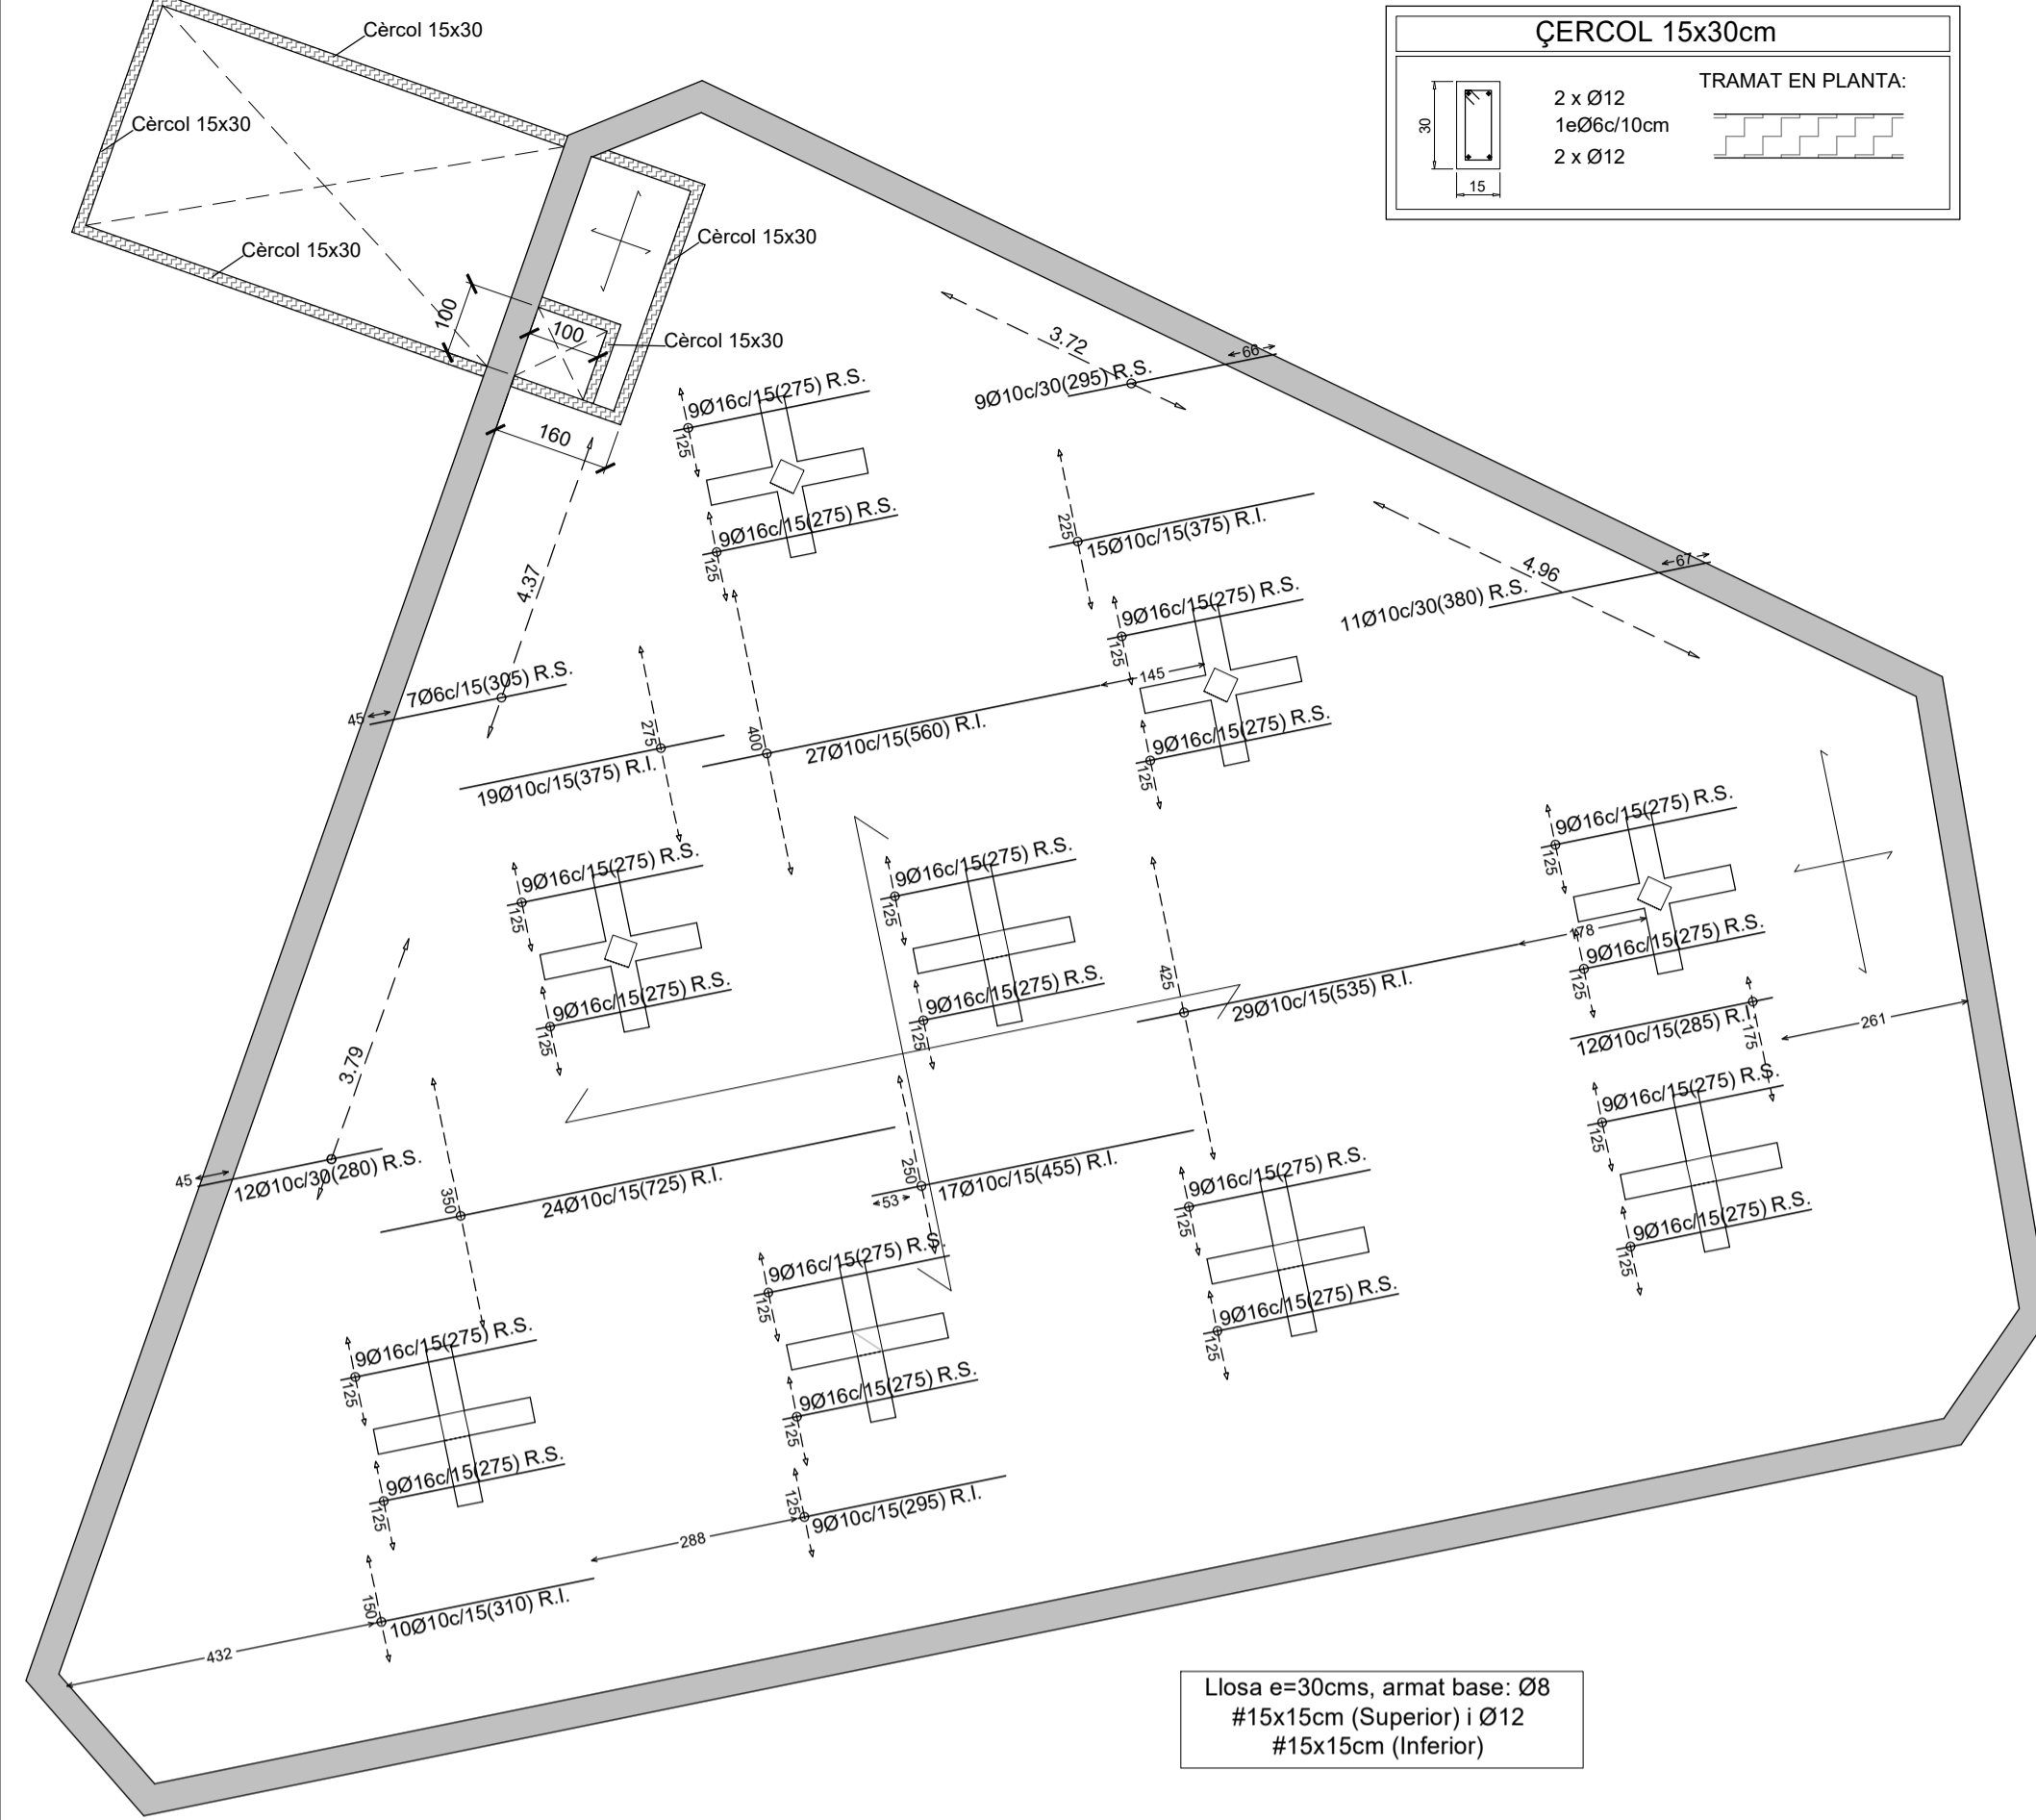 Cèrcol 15x30
ÇERCOL 15x30cm
TRAMAT EN PLANTA:
2 x Ø12
1eØ6c/10cm
2 x Ø12
30
15
Cèrcol 15x30
Cèrcol 15x30
Cèrcol 15x30
100
100
Cèrcol 15x30
160
3.72
66
9Ø10c/30(295) R.S.
9Ø16c/15(275) R.S.
125
9Ø16c/15(275) R.S.
125
225
15Ø10c/15(375) R.I.
4.96
67
11Ø10c/30(380) R.S.
4.37
9Ø16c/15(275) R.S.
125
145
9Ø16c/15(275) R.S.
125
7Ø6c/15(305) R.S.
45
275
19Ø10c/15(375) R.I.
400
27Ø10c/15(560) R.I.
9Ø16c/15(275) R.S.
125
9Ø16c/15(275) R.S.
125
9Ø16c/15(275) R.S.
125
9Ø16c/15(275) R.S.
125
9Ø16c/15(275) R.S.
125
178
9Ø16c/15(275) R.S.
125
425
29Ø10c/15(535) R.I.
12Ø10c/15(285) R.I.
175
261
3.79
45
12Ø10c/30(280) R.S.
350
24Ø10c/15(725) R.I.
250
53
17Ø10c/15(455) R.I.
9Ø16c/15(275) R.S.
125
9Ø16c/15(275) R.S.
125
9Ø16c/15(275) R.S.
125
9Ø16c/15(275) R.S.
125
9Ø16c/15(275) R.S.
125
9Ø16c/15(275) R.S.
125
9Ø16c/15(275) R.S.
125
9Ø16c/15(275) R.S.
125
288
125
9Ø10c/15(295) R.I.
150
10Ø10c/15(310) R.I.
432
Llosa e=30cms, armat base: Ø8
#15x15cm (Superior) i Ø12
#15x15cm (Inferior)